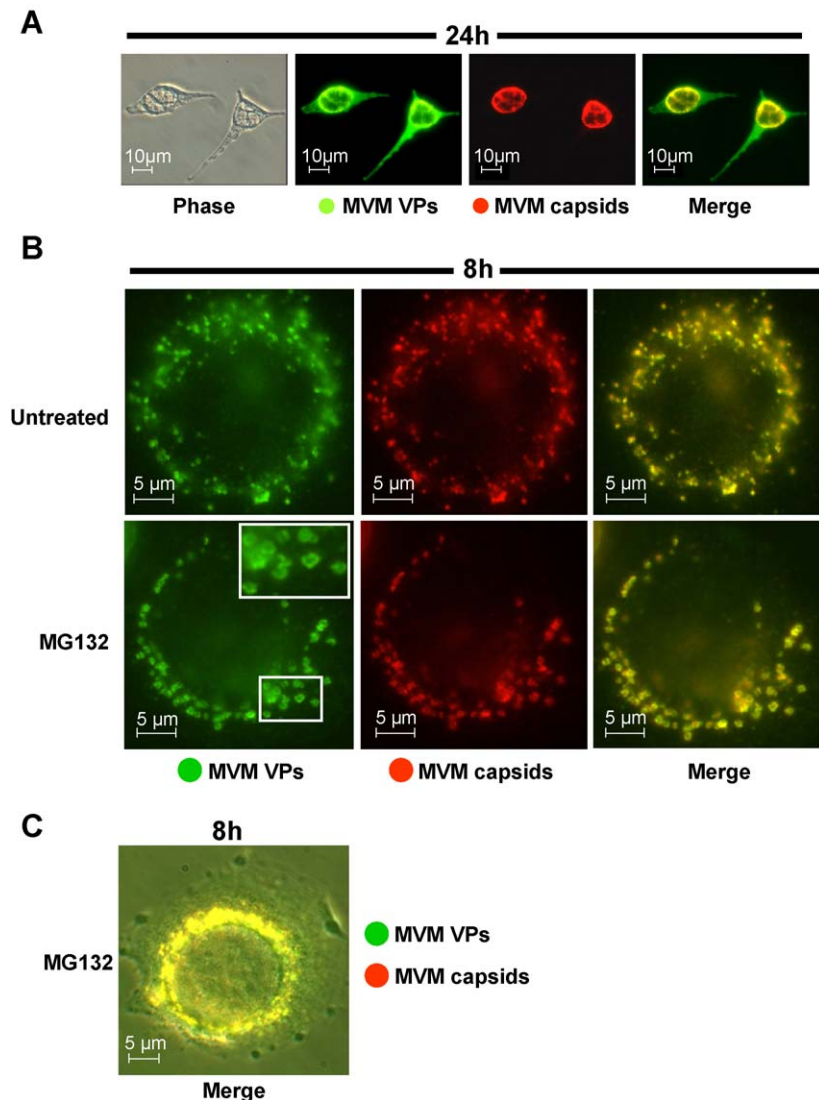 A
24h
10µm
10µm
10µm
10µm
Phase
MVM VPs
MVM capsids
Merge
B
8h
Untreated
5 µm
5 µm
5 µm
MG132
5 µm
5 µm
5 µm
MVM VPs
MVM capsids
Merge
C
8h
MG132
MVM VPs
MVM capsids
5 µm
Merge